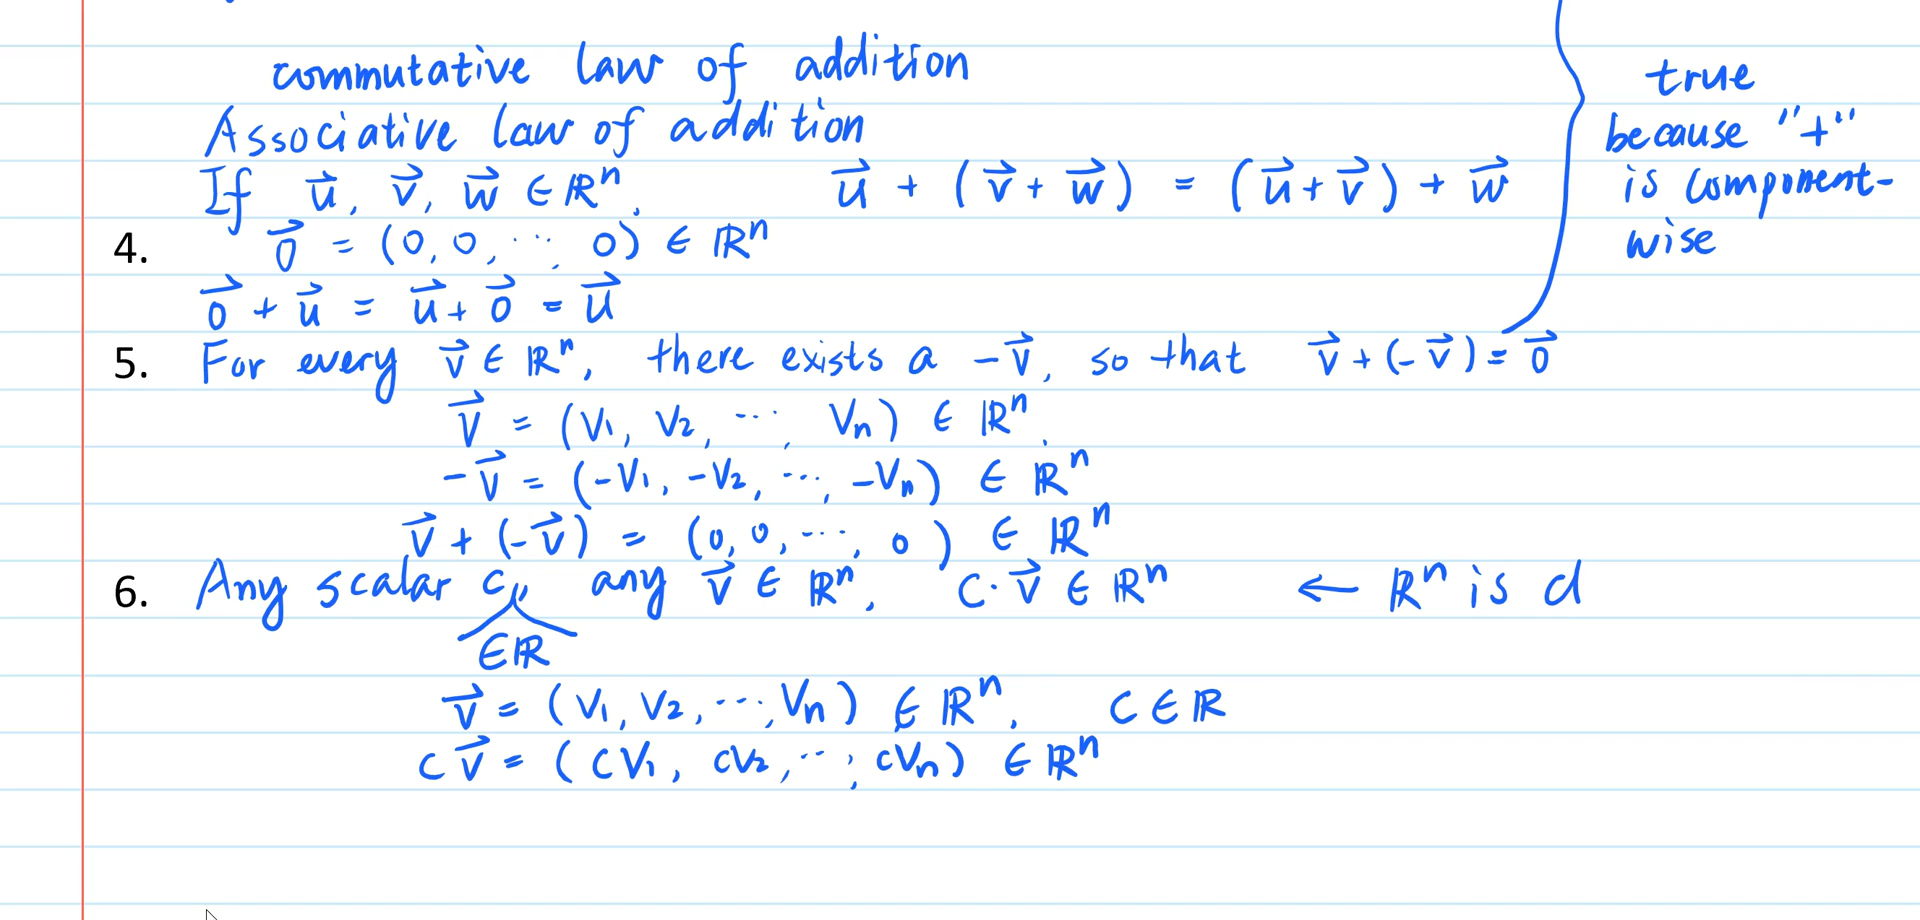 commutative law of addition
Associative law of addition
If u⃗, v⃗, w⃗ ∈ ℝⁿ, u⃗ + (v⃗ + w⃗) = (u⃗ + v⃗) + w⃗
true
because "+"
is component-
wise
4. 0⃗ = (0, 0, ..., 0) ∈ ℝⁿ
0⃗ + u⃗ = u⃗ + 0⃗ = u⃗
5. For every v⃗ ∈ ℝⁿ, there exists a -v⃗, so that v⃗ + (-v⃗) = 0⃗
v⃗ = (v₁, v₂, ..., vₙ) ∈ ℝⁿ,
-v⃗ = (-v₁, -v₂, ..., -vₙ) ∈ ℝⁿ
v⃗ + (-v⃗) = (0, 0, ..., 0) ∈ ℝⁿ
6. Any scalar c, any v⃗ ∈ ℝⁿ, c · v⃗ ∈ ℝⁿ ← ℝⁿ is d
∈ ℝ
v⃗ = (v₁, v₂, ..., vₙ) ∈ ℝⁿ, c ∈ ℝ
cv⃗ = (cv₁, cv₂, ..., cvₙ) ∈ ℝⁿ